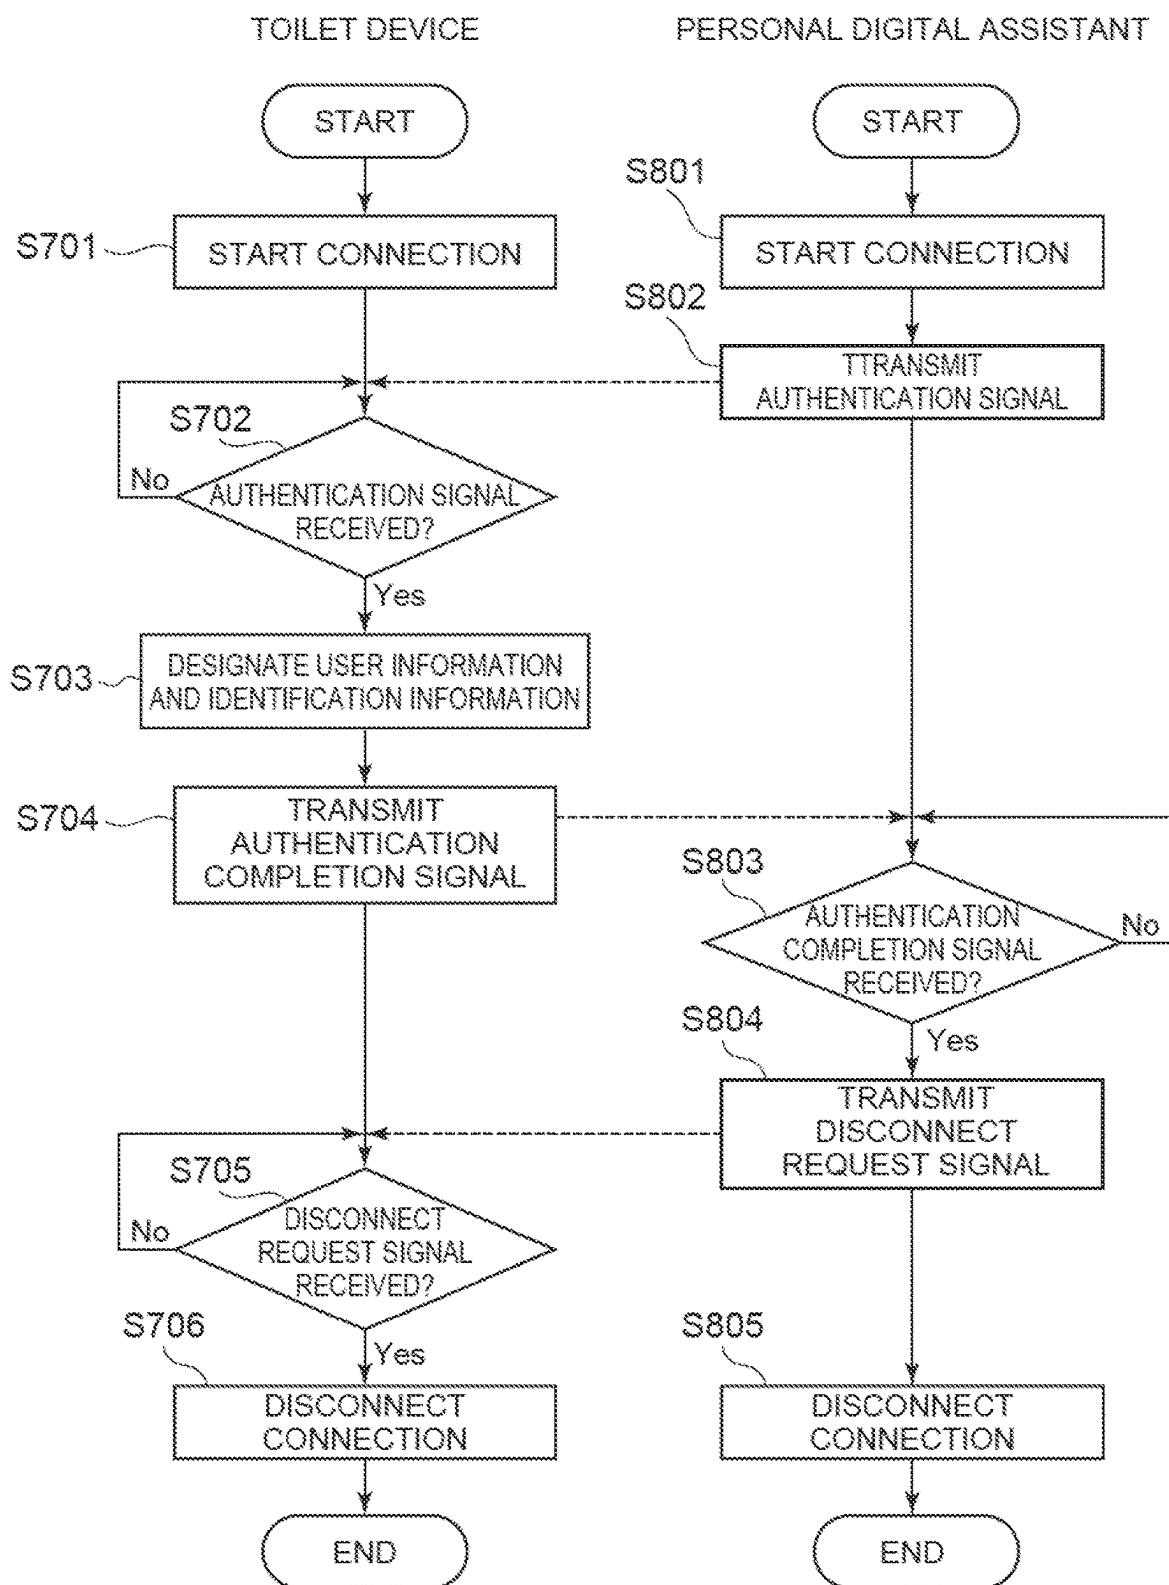 TOILET DEVICE
PERSONAL DIGITAL ASSISTANT
START
START
S801
S701
START CONNECTION
START CONNECTION
S802
TTRANSMIT
AUTHENTICATION SIGNAL
S702
No
AUTHENTICATION SIGNAL
RECEIVED?
Yes
S703
DESIGNATE USER INFORMATION
AND IDENTIFICATION INFORMATION
S704
TRANSMIT
AUTHENTICATION
COMPLETION SIGNAL
S803
AUTHENTICATION
COMPLETION SIGNAL
RECEIVED?
No
S804
Yes
TRANSMIT
DISCONNECT
REQUEST SIGNAL
S705
No
DISCONNECT
REQUEST SIGNAL
RECEIVED?
S706
Yes
S805
DISCONNECT
CONNECTION
DISCONNECT
CONNECTION
END
END